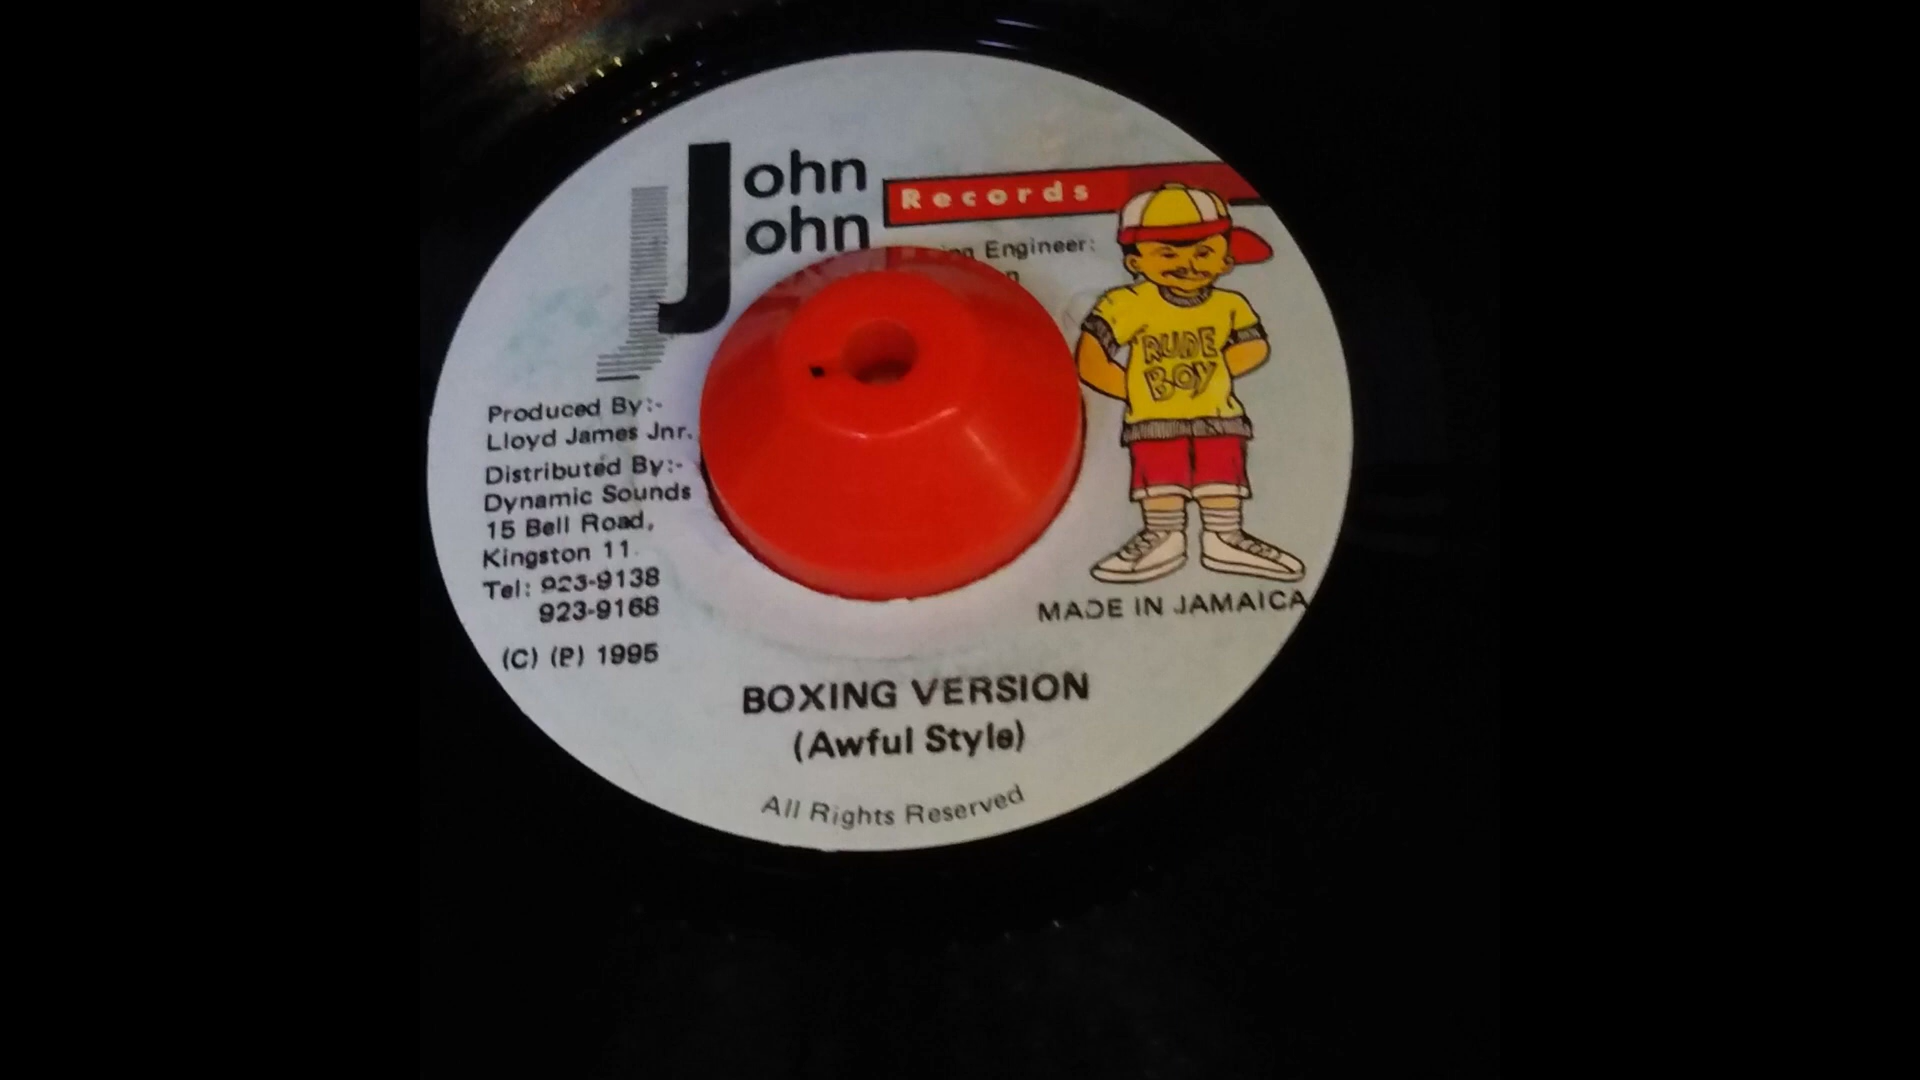 John
John
Records
Engineer:
RUDE
BOY
Produced By:-
Lloyd James Jnr.
Distributed By:-
Dynamic Sounds
15 Bell Road,
Kingston 11.
Tel: 923-9138
923-9168
(C) (P) 1995
MADE IN JAMAICA
BOXING VERSION
(Awful Style)
All Rights Reserved